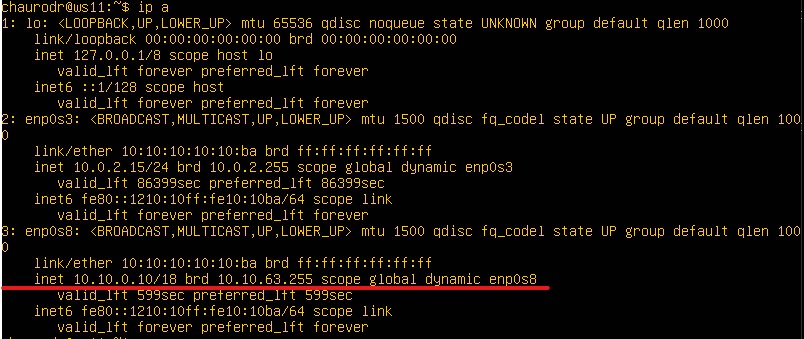 chaurodr@ws11:~$ ip a
1: lo: <LOOPBACK,UP,LOWER_UP> mtu 65536 qdisc noqueue state UNKNOWN group default qlen 1000
link/loopback 00:00:00:00:00:00 brd 00:00:00:00:00:00
inet 127.0.0.1/8 scope host lo
valid_lft forever preferred_lft forever
inet6 ::1/128 scope host
valid_lft forever preferred_lft forever
2: enp0s3: <BROADCAST,MULTICAST,UP,LOWER_UP> mtu 1500 qdisc fq_codel state UP group default qlen 100
0
link/ether 10:10:10:10:10:ba brd ff:ff:ff:ff:ff:ff
inet 10.0.2.15/24 brd 10.0.2.255 scope global dynamic enp0s3
valid_lft 86399sec preferred_lft 86399sec
inet6 fe80::1210:10ff:fe10:10ba/64 scope link
valid_lft forever preferred_lft forever
3: enp0s8: <BROADCAST,MULTICAST,UP,LOWER_UP> mtu 1500 qdisc fq_codel state UP group default qlen 100
0
link/ether 10:10:10:10:10:ba brd ff:ff:ff:ff:ff:ff
inet 10.10.0.10/18 brd 10.10.63.255 scope global dynamic enp0s8
valid_lft 599sec preferred_lft 599sec
inet6 fe80::1210:10ff:fe10:10ba/64 scope link
valid_lft forever preferred_lft forever